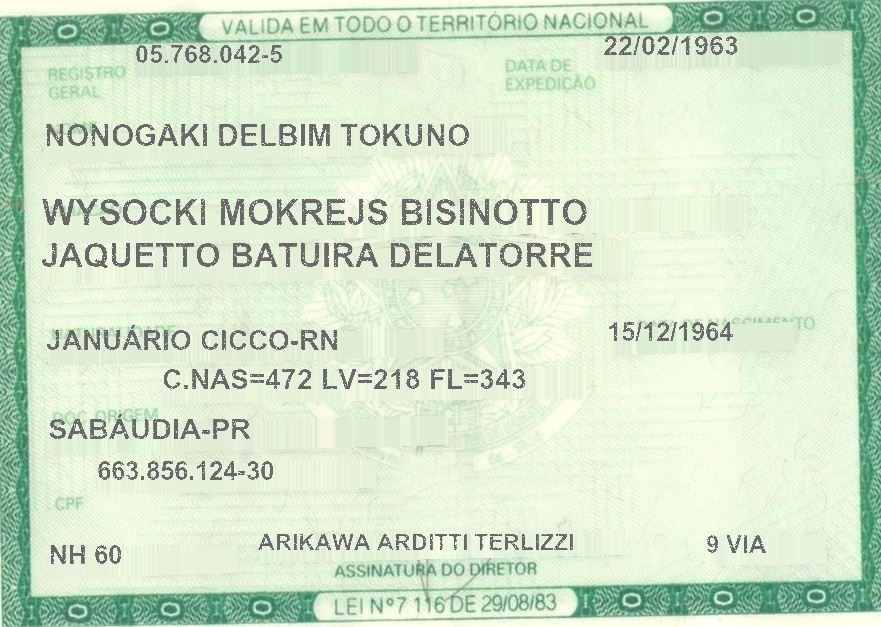 VALIDA EM TODO O TERRITÓRIO NACIONAL
05.768.042-5
22/02/1963
REGISTRO GERAL
DATA DE EXPEDIÇÃO
NONOGAKI DELBIM TOKUNO
WYSOCKI MOKREJS BISINOTTO
JAQUETTO BATUIRA DELATORRE
NATURALIDADE
JANUÁRIO CICCO-RN
15/12/1964
NASCIMENTO
C.NAS=472 LV=218 FL=343
DOC. ORIGEM
SABÁUDIA-PR
663.856.124-30
CPF
NH 60
ARIKAWA ARDITTI TERLIZZI
9 VIA
ASSINATURA DO DIRETOR
LEI Nº 7.116 DE 29/08/83